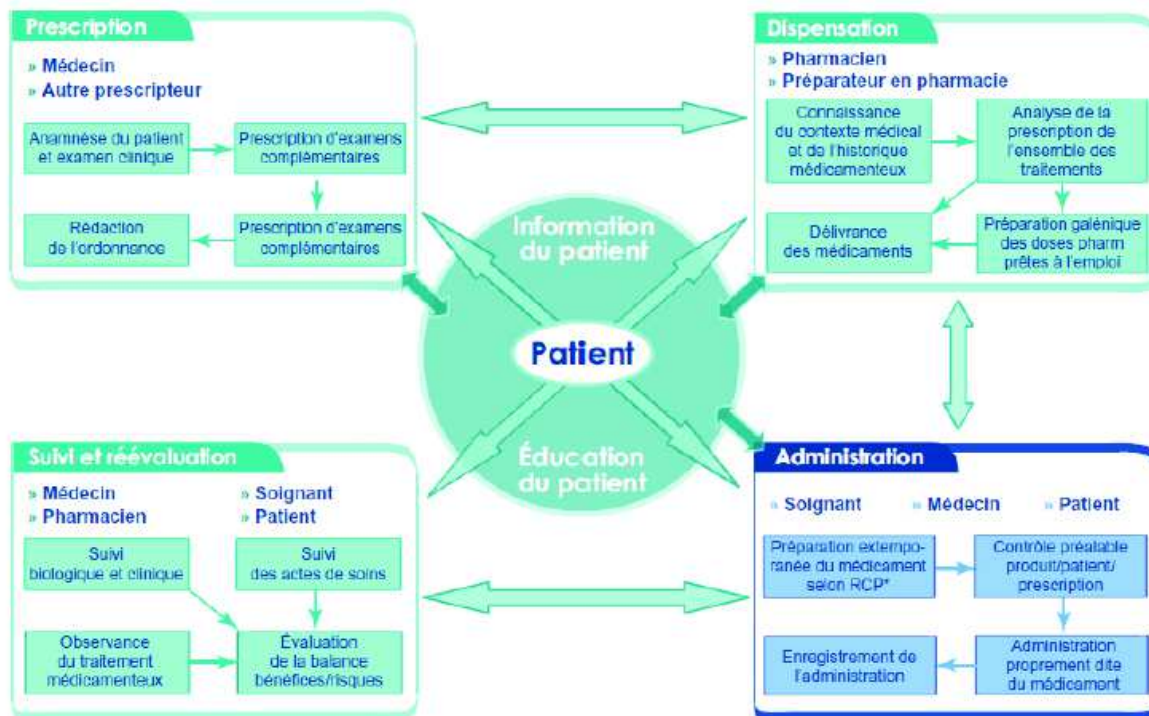 Prescription
» Médecin
» Autre prescripteur
Anamnèse du patient
et examen clinique
Prescription d'examens
complémentaires
Rédaction
de l'ordonnance
Prescription d'examens
complémentaires
Dispensation
» Pharmacien
» Préparateur en pharmacie
Connaissance
du contexte médical
et de l'historique
médicamenteux
Analyse de la
prescription de
l'ensemble des
traitements
Délivrance
des médicaments
Préparation galénique
des doses pharm
prêtes à l'emploi
Information
du patient
Patient
Éducation
du patient
Suivi et réévaluation
» Médecin
» Pharmacien
» Soignant
» Patient
Suivi
biologique et clinique
Suivi
des actes de soins
Observance
du traitement
médicamenteux
Évaluation
de la balance
bénéfices/risques
Administration
» Soignant
» Médecin
» Patient
Préparation extempo-
ranée du médicament
selon RCP*
Contrôle préalable
produit/patient/
prescription
Enregistrement de
l'administration
Administration
proprement dite
du médicament